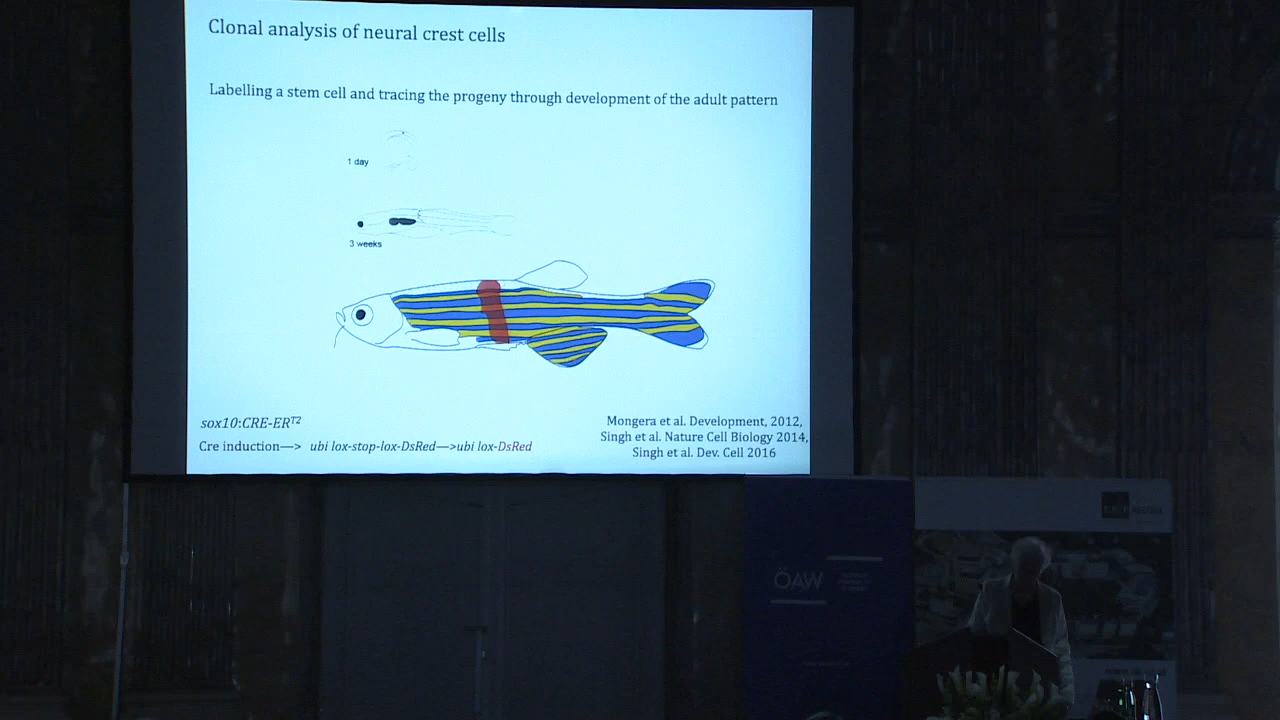 Clonal analysis of neural crest cells
Labelling a stem cell and tracing the progeny through development of the adult pattern
1 day
3 weeks
sox10:CRE-ERT2
Cre induction—> ubi lox-stop-lox-DsRed—>ubi lox-DsRed
Mongera et al. Development, 2012,
Singh et al. Nature Cell Biology 2014,
Singh et al. Dev. Cell 2016
ÖAW